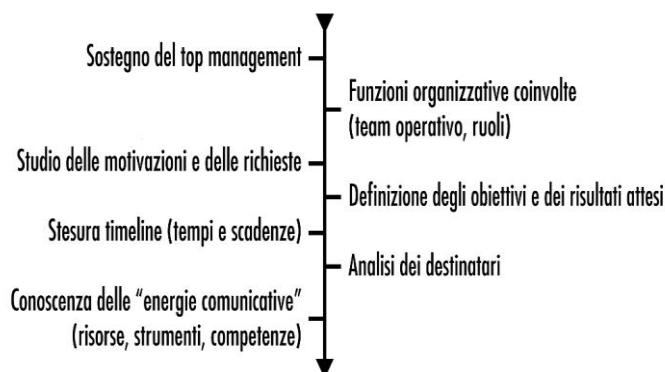 Sostegno del top management
Funzioni organizzative coinvolte
(team operativo, ruoli)
Studio delle motivazioni e delle richieste
Definizione degli obiettivi e dei risultati attesi
Stesura timeline (tempi e scadenze)
Analisi dei destinatari
Conoscenza delle “energie comunicative”
(risorse, strumenti, competenze)